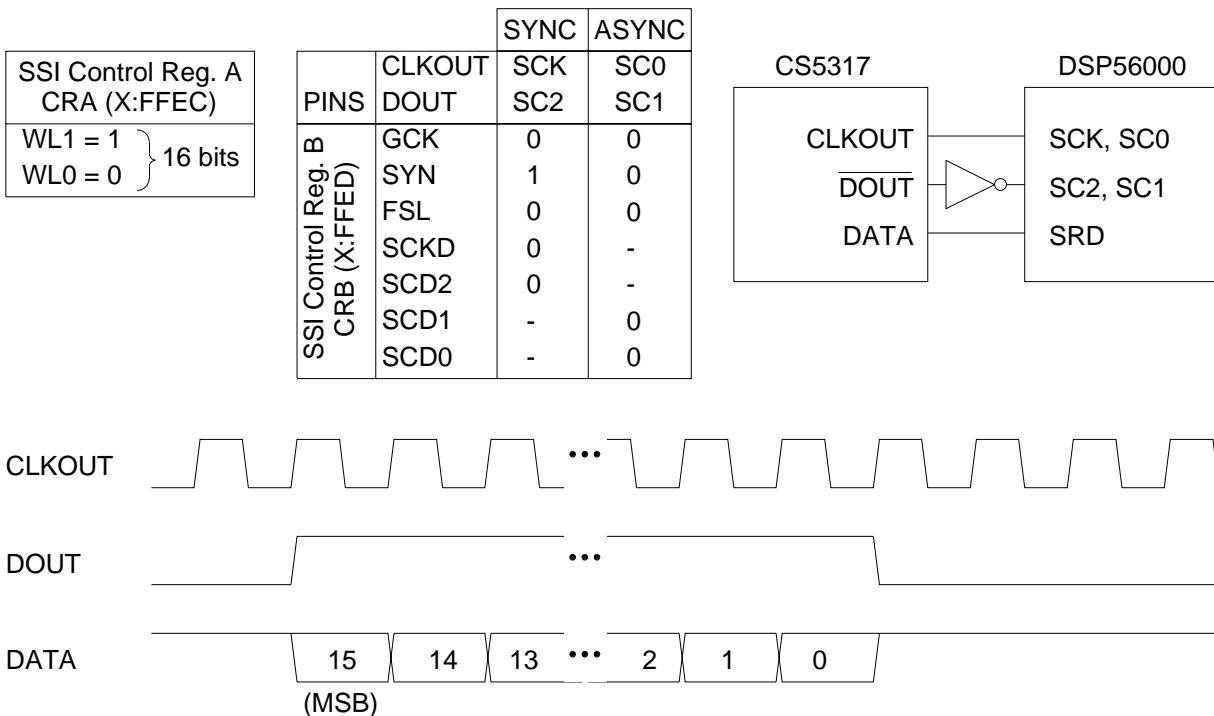 SSI Control Reg. A
CRA (X:FFEC)
WL1 = 1
WL0 = 0
16 bits
SYNC ASYNC
PINS
CLKOUT SCK SC0
DOUT SC2 SC1
SSI Control Reg. B
CRB (X:FFED)
GCK 0 0
SYN 1 0
FSL 0 0
SCKD 0 -
SCD2 0 -
SCD1 - 0
SCD0 - 0
CS5317
DSP56000
CLKOUT
SCK, SC0
DOUT
SC2, SC1
DATA
SRD
CLKOUT
•••
DOUT
•••
DATA
15 14 13 ••• 2 1 0
(MSB)